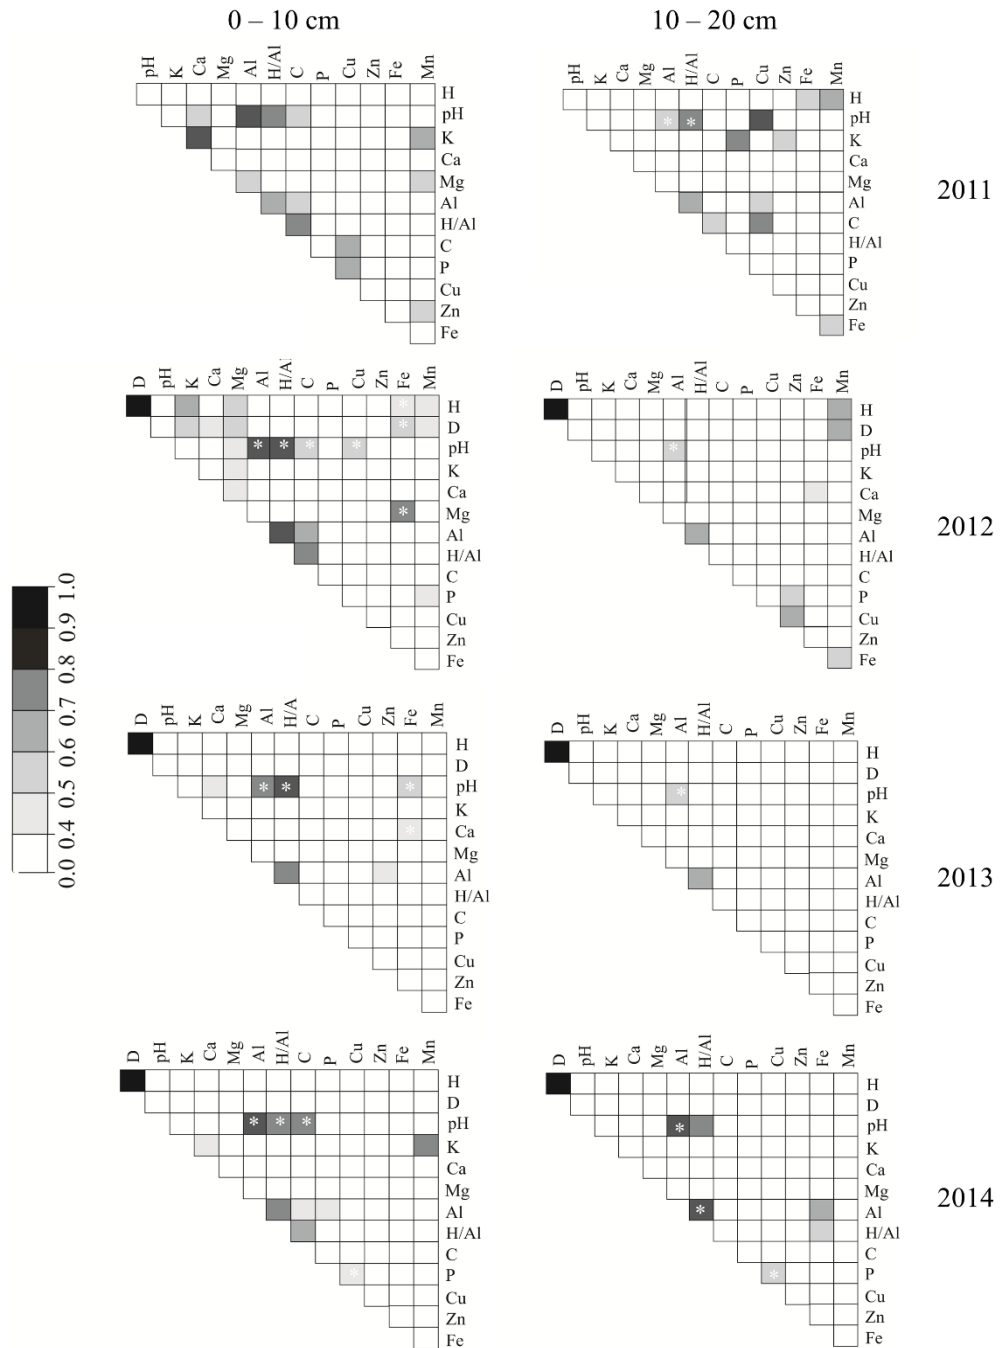 0 – 10 cm
10 – 20 cm
pH K Ca Mg Al H/Al C P Cu Zn Fe Mn
H
pH
K
Ca
Mg
Al
H/Al
C
P
Cu
Zn
Fe
pH K Ca Mg Al H/Al C P Cu Zn Fe Mn
H
pH
* *
K
Ca
Mg
Al
C
H/Al
P
Cu
Zn
Fe
2011
D pH K Ca Mg Al H/Al C P Cu Zn Fe Mn
* H
* D
* * * * pH
K
Ca
* Mg
Al
H/Al
C
P
Cu
Zn
Fe
D pH K Ca Mg Al H/Al C P Cu Zn Fe Mn
H
D
* pH
K
Ca
Mg
Al
H/Al
C
P
Cu
Zn
Fe
2012
0.0 0.4 0.5 0.6 0.7 0.8 0.9 1.0
D pH K Ca Mg Al H/A C P Cu Zn Fe Mn
H
D
* * * pH
K
* Ca
Mg
Al
H/Al
C
P
Cu
Zn
Fe
D pH K Ca Mg Al H/Al C P Cu Zn Fe Mn
H
D
* pH
K
Ca
Mg
Al
H/Al
C
P
Cu
Zn
Fe
2013
D pH K Ca Mg Al H/Al C P Cu Zn Fe Mn
H
D
* * * pH
K
Ca
Mg
Al
H/Al
C
* P
Cu
Zn
Fe
D pH K Ca Mg Al H/Al C P Cu Zn Fe Mn
H
D
* pH
K
Ca
Mg
* Al
H/Al
C
* P
Cu
Zn
Fe
2014